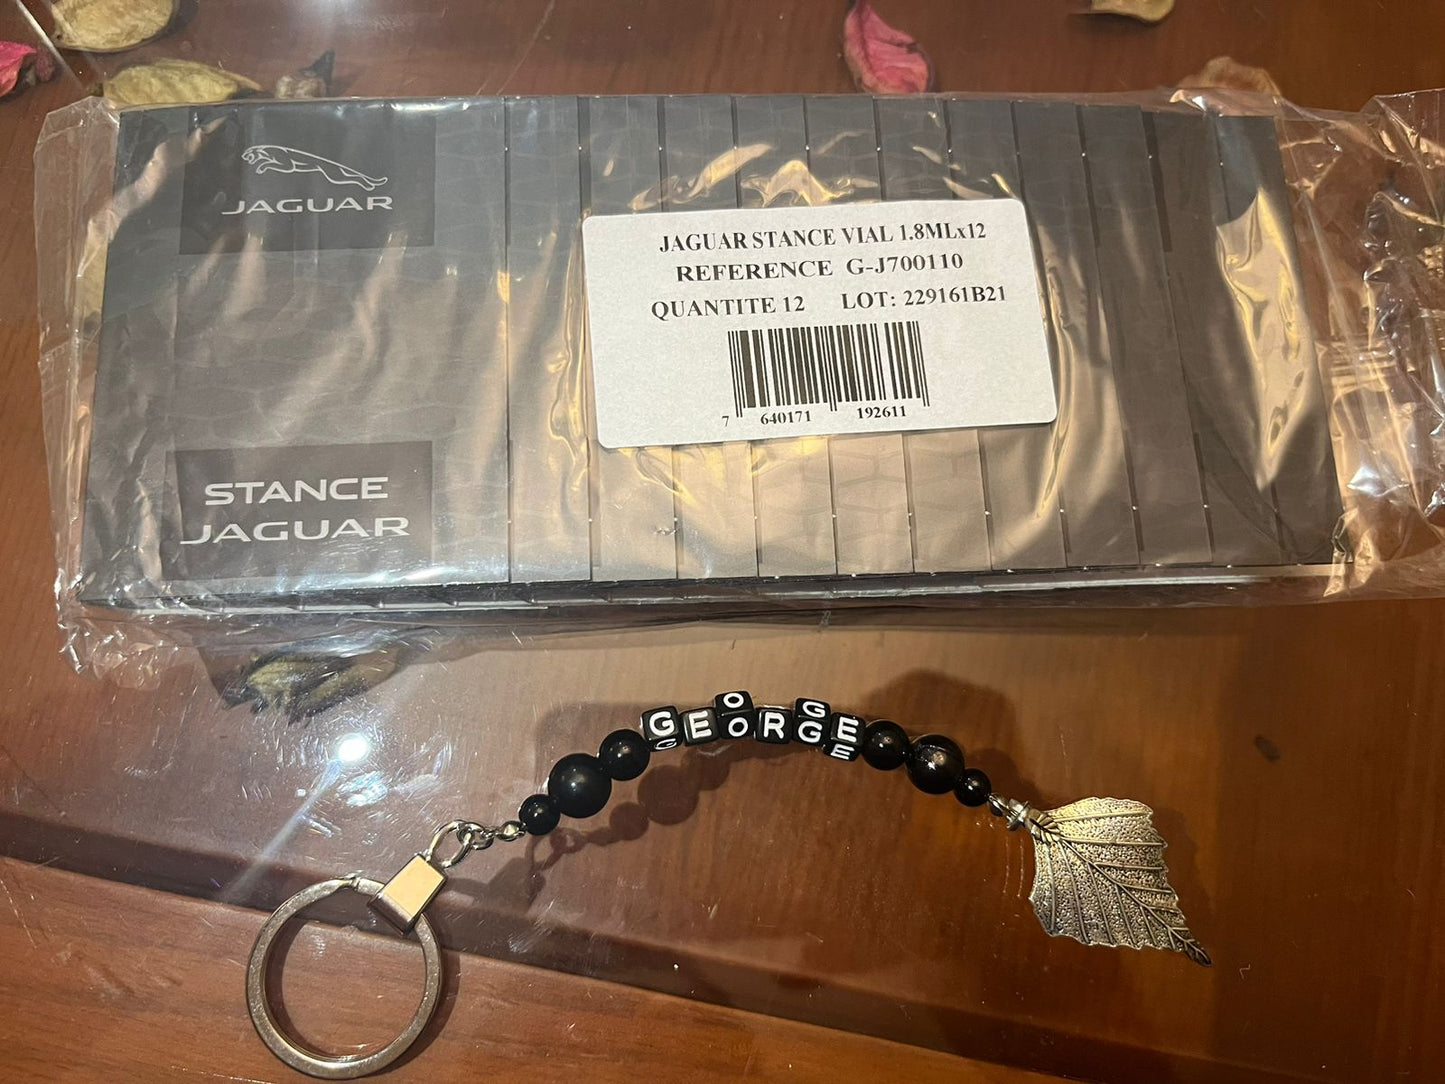 JAGUAR
STANCE
JAGUAR
JAGUAR STANCE VIAL 1.8MLx12
REFERENCE G-J700110
QUANTITE 12 LOT: 229161B21
7 640171 192611
GEORGE